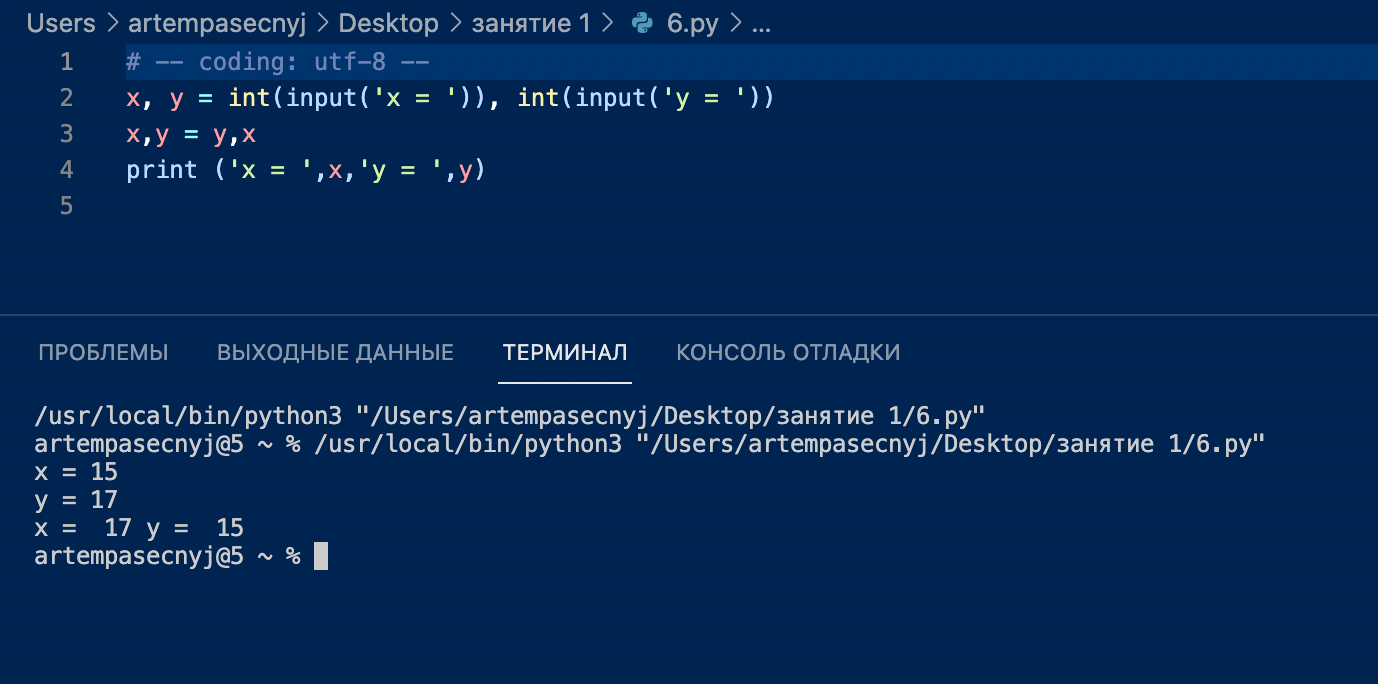 Users > artempasecnyj > Desktop > занятие 1 > 6.py > ...
1 # -- coding: utf-8 --
2 x, y = int(input('x = ')), int(input('y = '))
3 x,y = y,x
4 print ('x = ',x,'y = ',y)
5
ПРОБЛЕМЫ ВЫХОДНЫЕ ДАННЫЕ ТЕРМИНАЛ КОНСОЛЬ ОТЛАДКИ
/usr/local/bin/python3 "/Users/artempasecnyj/Desktop/занятие 1/6.py"
artempasecnyj@5 ~ % /usr/local/bin/python3 "/Users/artempasecnyj/Desktop/занятие 1/6.py"
x = 15
y = 17
x =  17 y =  15
artempasecnyj@5 ~ %